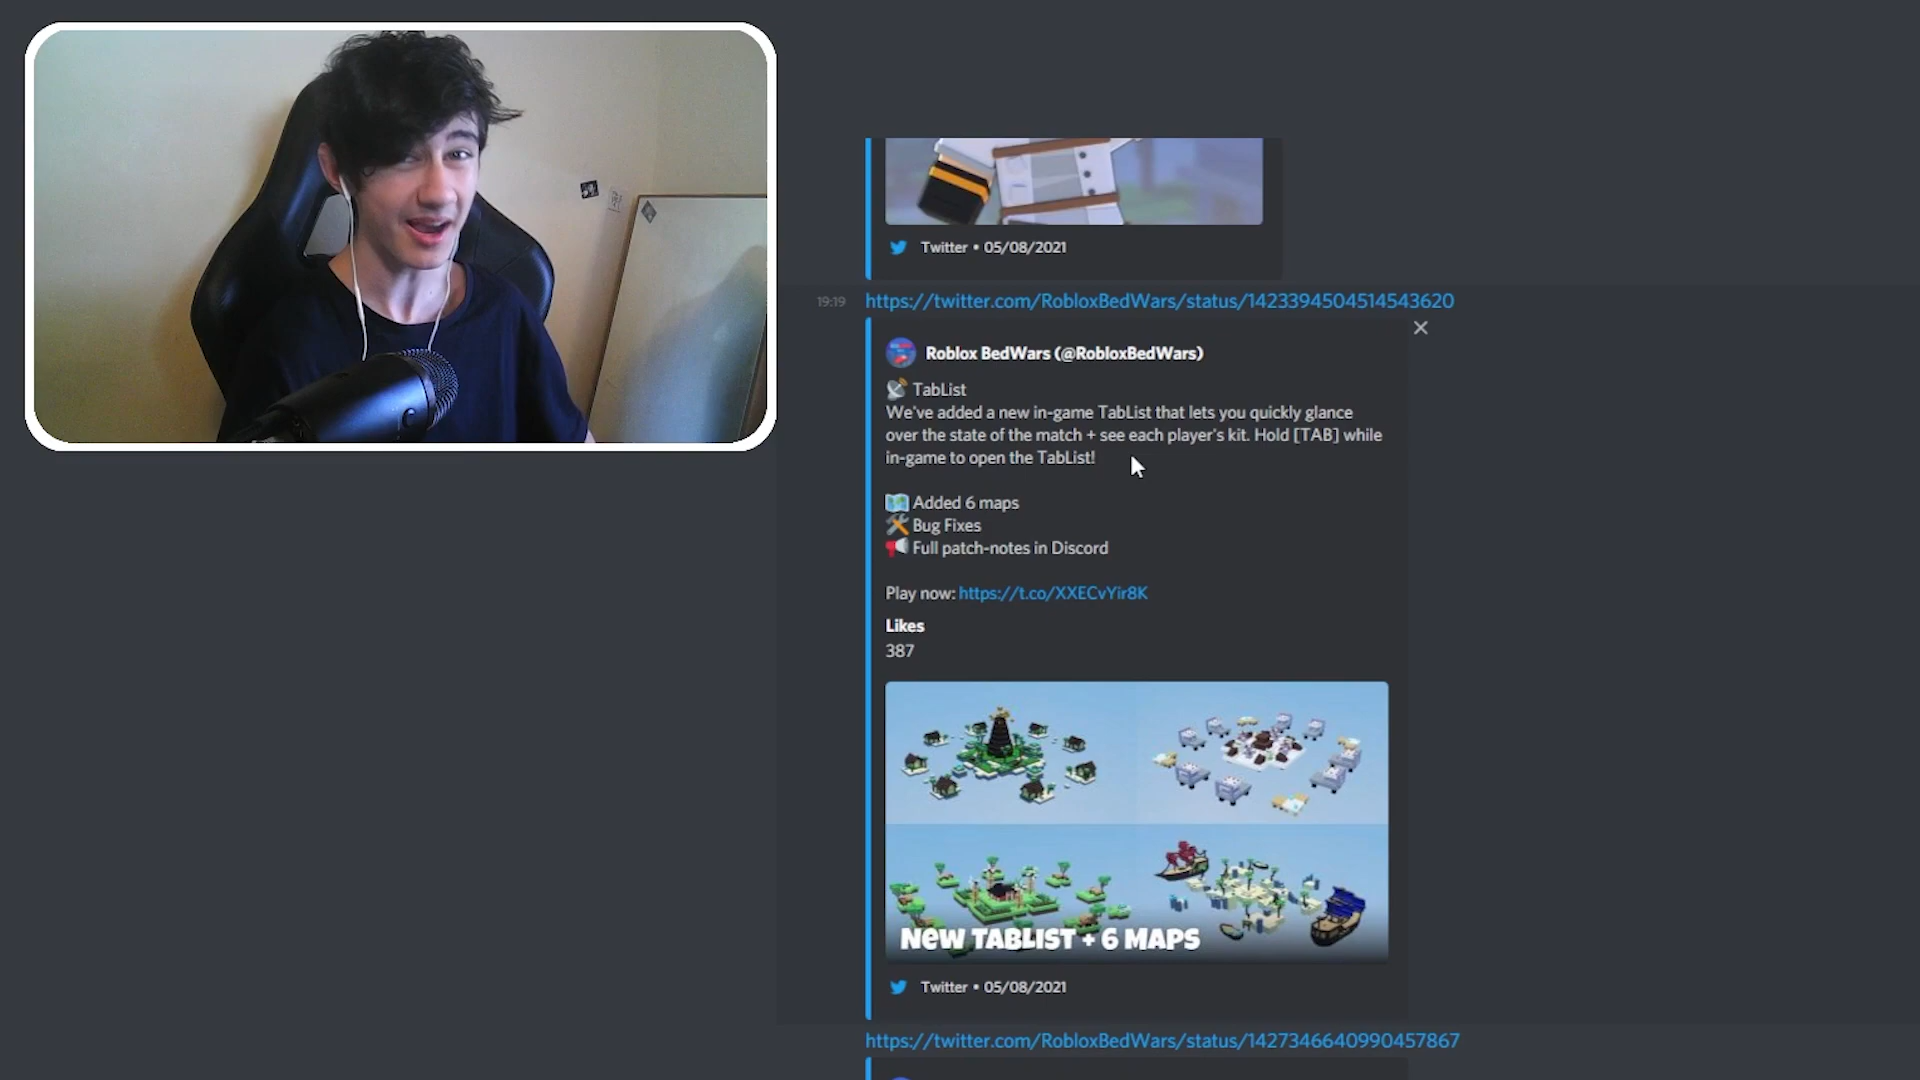 Twitter • 05/08/2021
19:19 https://twitter.com/RobloxBedWars/status/1423394504514543620
Roblox BedWars (@RobloxBedWars)
TabList
We've added a new in-game TabList that lets you quickly glance
over the state of the match + see each player's kit. Hold [TAB] while
in-game to open the TabList!
Added 6 maps
Bug Fixes
Full patch-notes in Discord
Play now: https://t.co/XXECvYir8K
Likes
387
NEW TABLIST + 6 MAPS
Twitter • 05/08/2021
https://twitter.com/RobloxBedWars/status/1427346640990457867